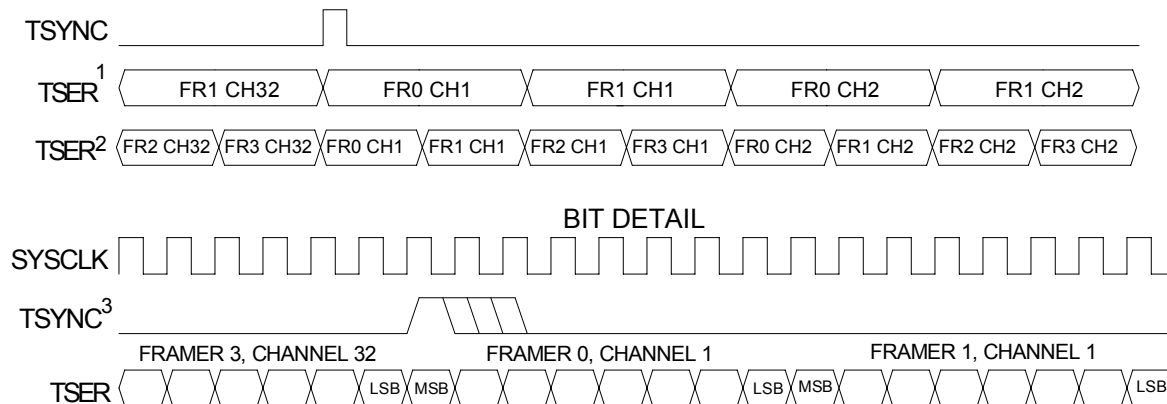 TSYNC
TSER1 FR1 CH32 FR0 CH1 FR1 CH1 FR0 CH2 FR1 CH2
TSER2 FR2 CH32 FR3 CH32 FR0 CH1 FR1 CH1 FR2 CH1 FR3 CH1 FR0 CH2 FR1 CH2 FR2 CH2 FR3 CH2
BIT DETAIL
SYSCLK
TSYNC3
FRAMER 3, CHANNEL 32 FRAMER 0, CHANNEL 1 FRAMER 1, CHANNEL 1
TSER LSB MSB LSB MSB LSB